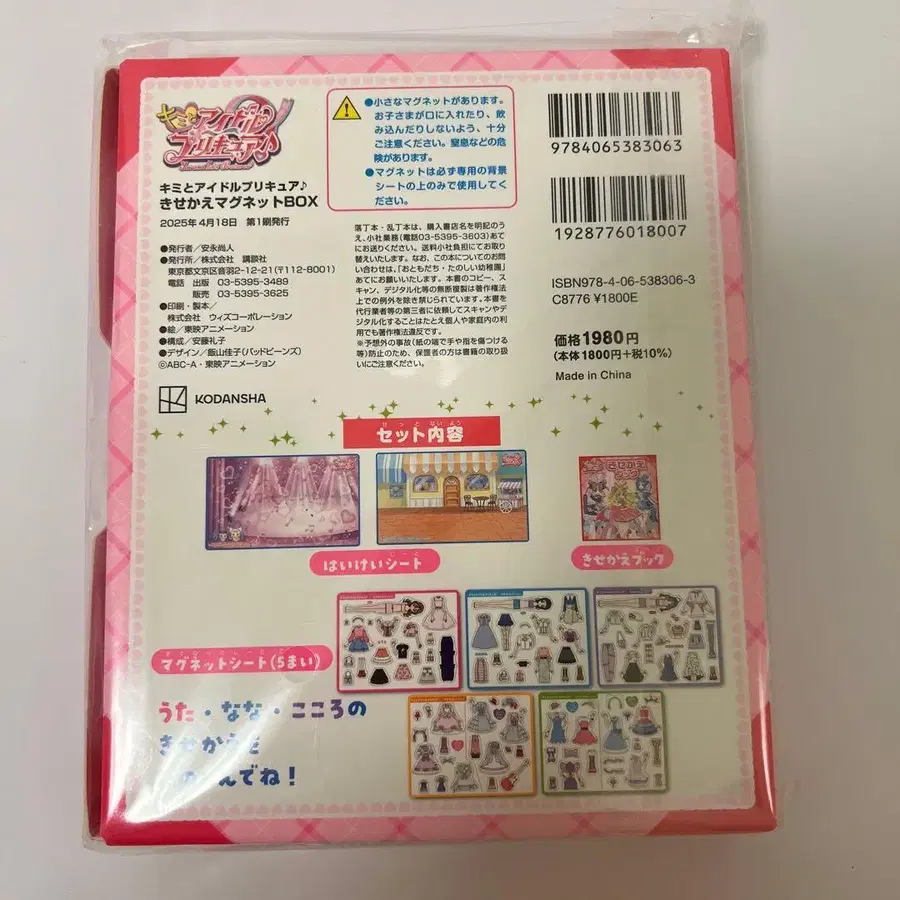 キミとアイドル
プリキュア♪
キミとアイドルプリキュア♪
きせかえマグネットBOX
2025年4月18日 第1刷発行
●発行者/安永尚人
●発行所/株式会社 講談社
東京都文京区音羽2-12-21(〒112-8001)
電話 出版 03-5395-3489
販売 03-5395-3625
●印刷・製本/
株式会社 ウィズコーポレーション
●絵/東映アニメーション
●構成/安藤礼子
●デザイン/飯山佳子(バッドビーンズ)
©ABC-A・東映アニメーション
KODANSHA
●小さなマグネットがあります。
お子さまが口に入れたり、飲
み込んだりしないよう、十分
ご注意ください。窒息などの危
険があります。
●マグネットは必ず専用の背景
シートの上のみで使用してく
ださい。
落丁本・乱丁本は、購入書店名を明記のう
え、小社業務(電話03-5395-3603)あて
にお送りください。送料小社負担にてお取り
替えいたします。なお、この本についてのお問
い合わせは、「おともだち・たのしい幼稚園」
あてにお願いいたします。本書のコピー、ス
キャン、デジタル化等の無断複製は著作権法
上での例外を除き禁じられています。本書を
代行業者等の第三者に依頼してスキャンやデ
ジタル化することはたとえ個人や家庭内の利
用でも著作権法違反です。
※予想外の事故(紙の端で手や指を傷つける
等)防止のため、保護者の方は書籍の取り扱
いにご注意ください。
9784065383063
1928776018007
ISBN978-4-06-538306-3
C8776 ¥1800E
価格1980円
(本体1800円+税10%)
Made in China
せっと ないよう
セット内容
はいけいシート
きせかえ
ブック
きせかえブック
マグネットシート(5まい)
うた・なな・こころの
きせかえを
んでね!